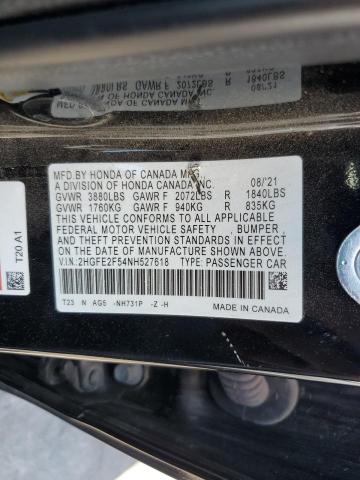 MFD.BY HONDA OF CANADA MFG.
A DIVISION OF HONDA CANADA INC. 08/'21
GVWR 3880LBS GAWR F 2072LBS R 1840LBS
GVWR 1760KG GAWR F 940KG R 835KG
THIS VEHICLE CONFORMS TO ALL APPLICABLE
FEDERAL MOTOR VEHICLE SAFETY , BUMPER ,
AND THEFT PREVENTION STANDARDS IN EFFECT
ON THE DATE OF MANUFACTURE SHOWN ABOVE.
V.I.N:2HGFE2F54NH527618 TYPE: PASSENGER CAR
T23 N AG5 -NH731P -Z -H MADE IN CANADA
T20 A1